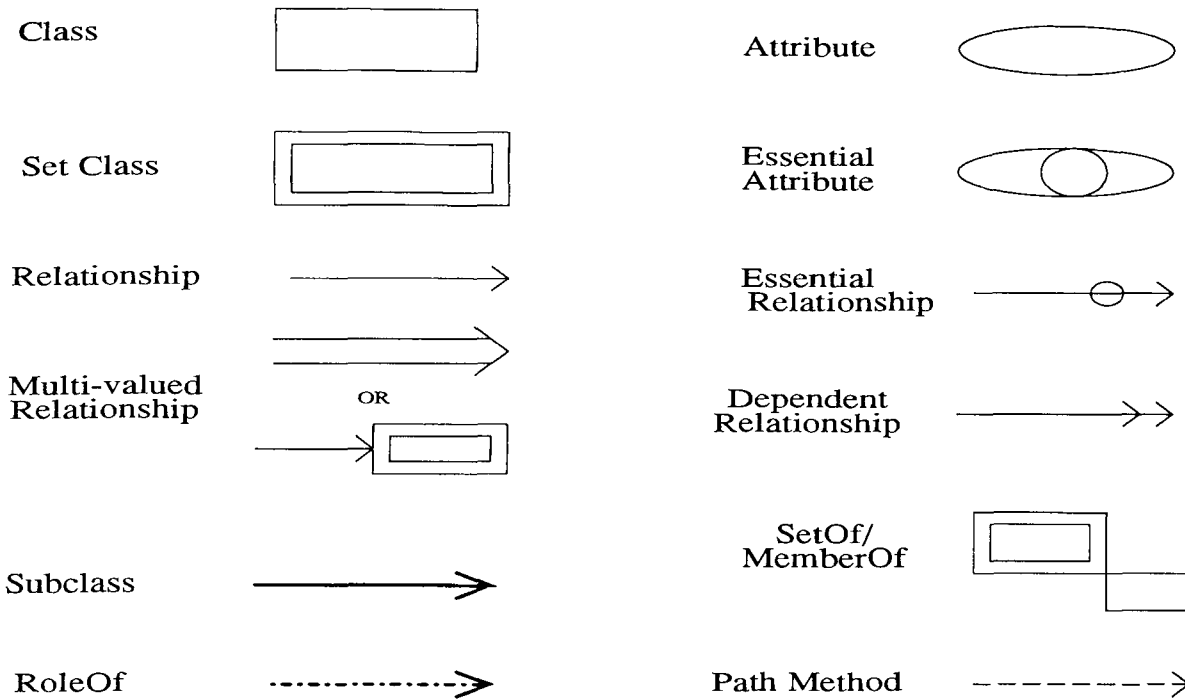 Class
Set Class
Relationship
Multi-valued
Relationship
OR
Subclass
RoleOf
Attribute
Essential
Attribute
Essential
Relationship
Dependent
Relationship
SetOf/
MemberOf
Path Method